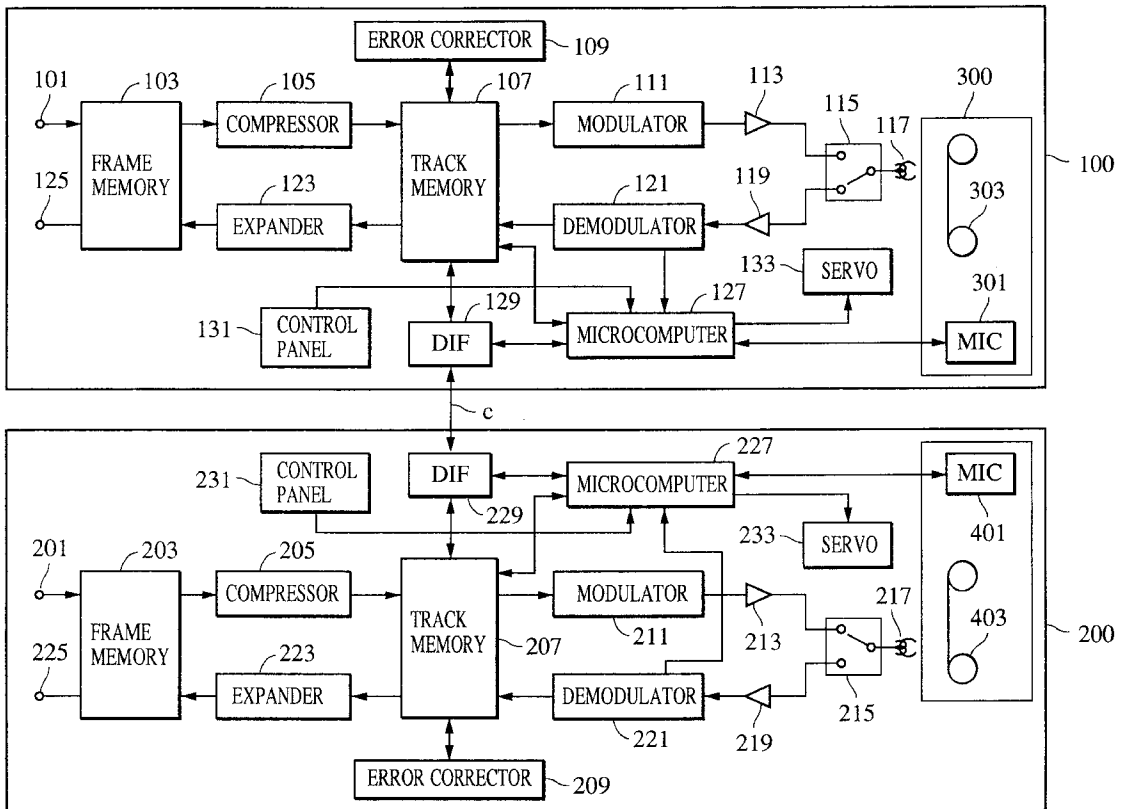 ERROR CORRECTOR 109
101 103 105 107 111 113 115 117 300
FRAME
MEMORY
COMPRESSOR
TRACK
MEMORY
MODULATOR
100
125 123 121 119 303
EXPANDER
DEMODULATOR
133 SERVO
131 CONTROL
PANEL
129
DIF
127
MICROCOMPUTER
301
MIC
c
231 CONTROL
PANEL
DIF
229
227
MICROCOMPUTER
MIC
401
233 SERVO
201 203 205
FRAME
MEMORY
COMPRESSOR
TRACK
MEMORY
207
MODULATOR
211 213 217
403
200
225 223
EXPANDER
DEMODULATOR
221 219 215
ERROR CORRECTOR 209